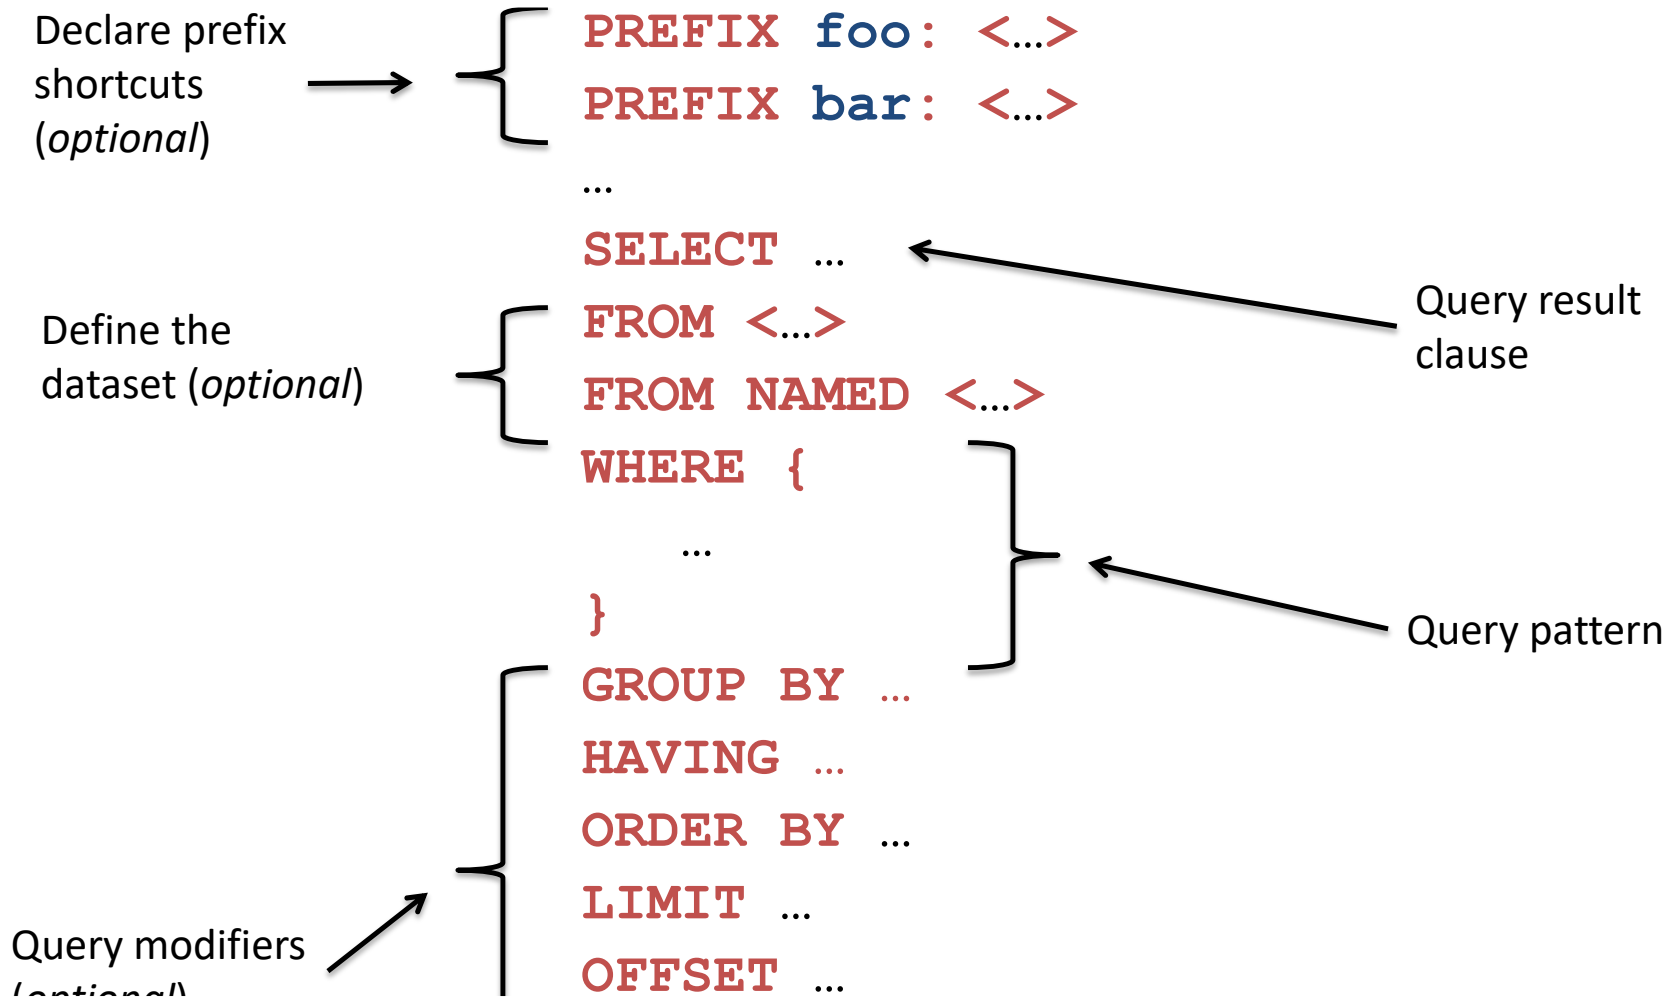 Declare prefix
shortcuts
(optional)
PREFIX foo: <…>
PREFIX bar: <…>
…
SELECT …
Query result
clause
Define the
dataset (optional)
FROM <…>
FROM NAMED <…>
WHERE {
…
}
Query pattern
GROUP BY …
HAVING …
ORDER BY …
LIMIT …
OFFSET …
Query modifiers
(optional)